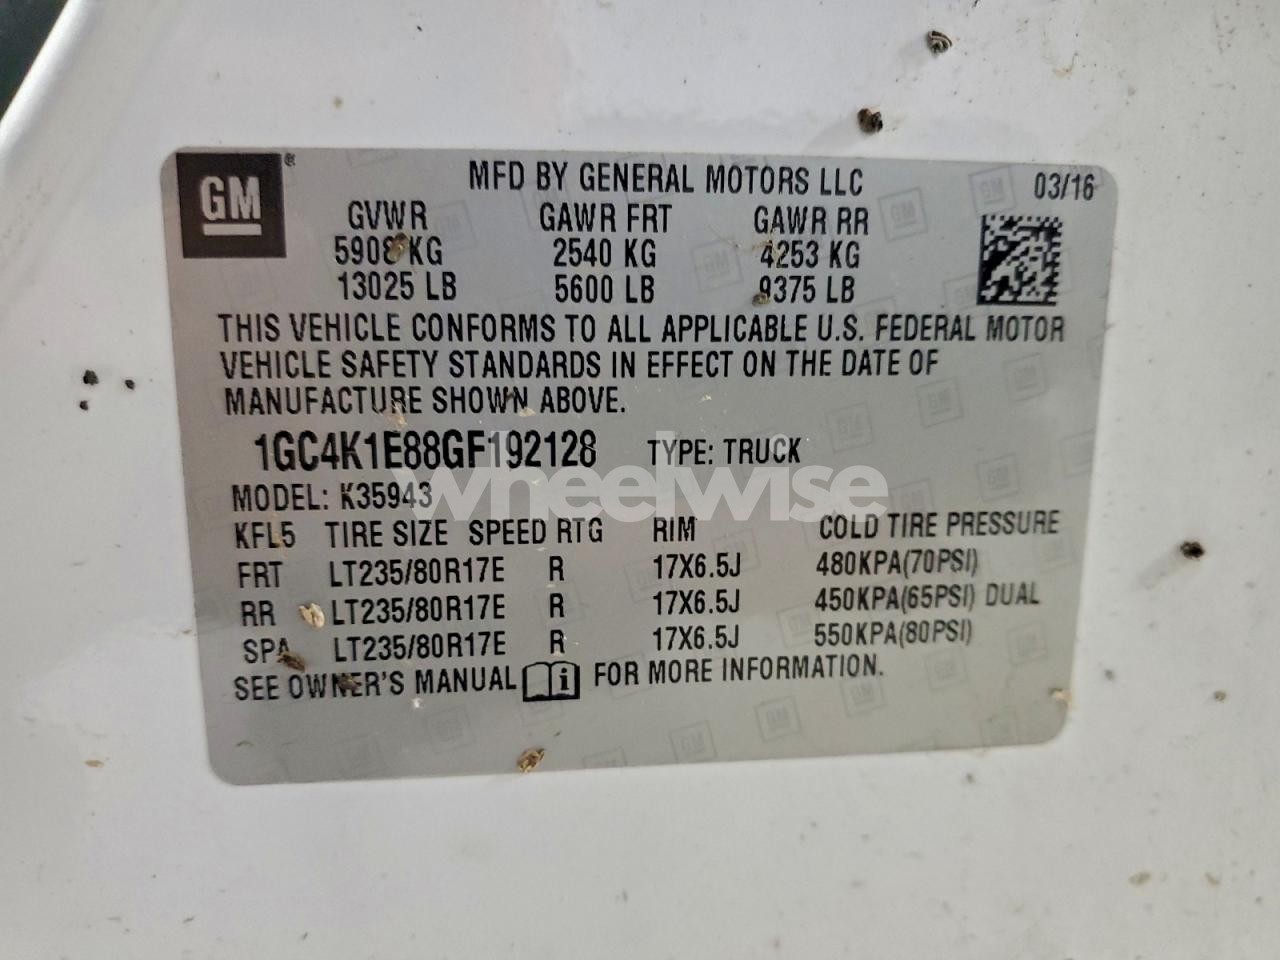 GM® MFD BY GENERAL MOTORS LLC 03/16
GVWR GAWR FRT GAWR RR
5908 KG 2540 KG 4253 KG
13025 LB 5600 LB 9375 LB
THIS VEHICLE CONFORMS TO ALL APPLICABLE U.S. FEDERAL MOTOR
VEHICLE SAFETY STANDARDS IN EFFECT ON THE DATE OF
MANUFACTURE SHOWN ABOVE.
1GC4K1E88GF192128 TYPE: TRUCK
MODEL: K35943
wheelwise
KFL5 TIRE SIZE SPEED RTG RIM COLD TIRE PRESSURE
FRT LT235/80R17E R 17X6.5J 480KPA(70PSI)
RR LT235/80R17E R 17X6.5J 450KPA(65PSI) DUAL
SPA LT235/80R17E R 17X6.5J 550KPA(80PSI)
SEE OWNER'S MANUAL i FOR MORE INFORMATION.